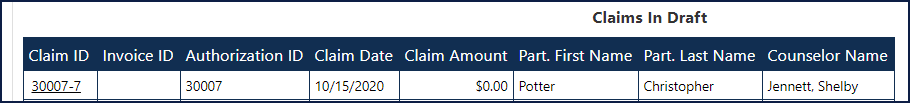 Claims In Draft
Claim ID Invoice ID Authorization ID Claim Date Claim Amount Part. First Name Part. Last Name Counselor Name
30007-7 30007 10/15/2020 $0.00 Potter Christopher Jennett, Shelby